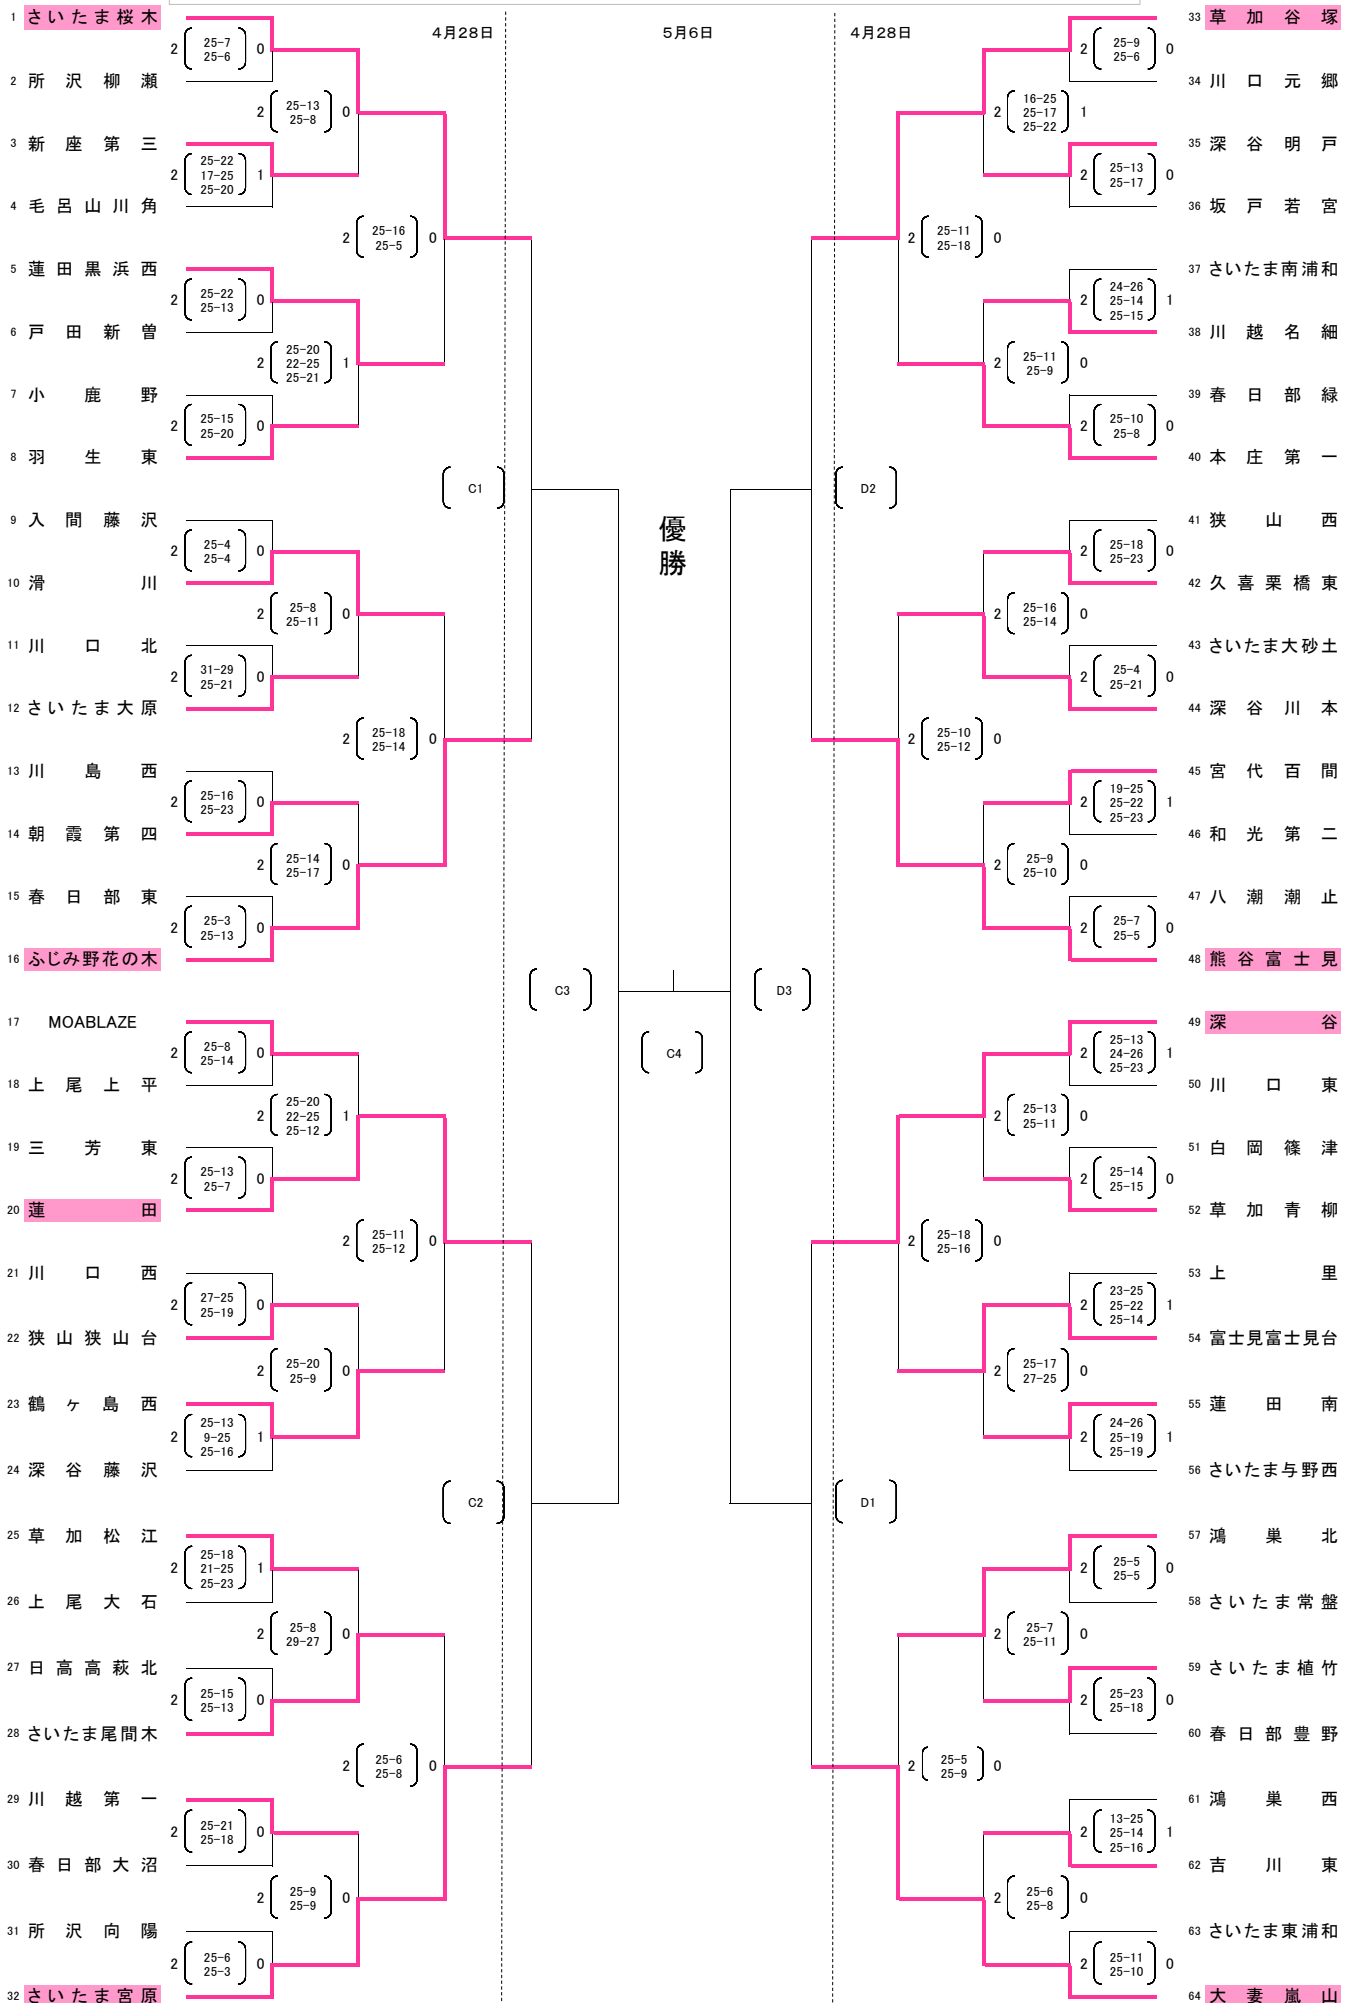 4月28日
5月6日
4月28日
優勝
1 さいたま桜木
2 25-7 25-6 0
2 所沢柳瀬
2 25-13 25-8 0
3 新座第三
2 25-22 17-25 25-20 1
4 毛呂山川角
2 25-16 25-5 0
5 蓮田黒浜西
2 25-22 25-13 0
6 戸田新曽
2 25-20 22-25 25-21 1
7 小鹿野
2 25-15 25-20 0
8 羽生東
C1
9 入間藤沢
2 25-4 25-4 0
10 滑川
2 25-8 25-11 0
11 川口北
2 31-29 25-21 0
12 さいたま大原
2 25-18 25-14 0
13 川島西
2 25-16 25-23 0
14 朝霞第四
2 25-14 25-17 0
15 春日部東
2 25-3 25-13 0
16 ふじみ野花の木
C3
17 MOABLAZE
2 25-8 25-14 0
18 上尾上平
2 25-20 22-25 25-12 1
19 三芳東
2 25-13 25-7 0
20 蓮田
2 25-11 25-12 0
21 川口西
2 27-25 25-19 0
22 狭山狭山台
2 25-20 25-9 0
23 鶴ヶ島西
2 25-13 9-25 25-16 1
24 深谷藤沢
C2
25 草加松江
2 25-18 21-25 25-23 1
26 上尾大石
2 25-8 29-27 0
27 日高高萩北
2 25-15 25-13 0
28 さいたま尾間木
2 25-6 25-8 0
29 川越第一
2 25-21 25-18 0
30 春日部大沼
2 25-9 25-9 0
31 所沢向陽
2 25-6 25-3 0
32 さいたま宮原
C4
33 草加谷塚
2 25-9 25-6 0
34 川口元郷
2 16-25 25-17 25-22 1
35 深谷明戸
2 25-13 25-17 0
36 坂戸若宮
2 25-11 25-18 0
37 さいたま南浦和
2 24-26 25-14 25-15 1
38 川越名細
2 25-11 25-9 0
39 春日部緑
2 25-10 25-8 0
40 本庄第一
D2
41 狭山西
2 25-18 25-23 0
42 久喜栗橋東
2 25-16 25-14 0
43 さいたま大砂土
2 25-4 25-21 0
44 深谷川本
2 25-10 25-12 0
45 宮代百間
2 19-25 25-22 25-23 1
46 和光第二
2 25-9 25-10 0
47 八潮潮止
2 25-7 25-5 0
48 熊谷富士見
D3
49 深谷
2 25-13 24-26 25-23 1
50 川口東
2 25-13 25-11 0
51 白岡篠津
2 25-14 25-15 0
52 草加青柳
2 25-18 25-16 0
53 上里
2 23-25 25-22 25-14 1
54 富士見富士見台
2 25-17 27-25 0
55 蓮田南
2 24-26 25-19 25-19 1
56 さいたま与野西
D1
57 鴻巣北
2 25-5 25-5 0
58 さいたま常盤
2 25-7 25-11 0
59 さいたま植竹
2 25-23 25-18 0
60 春日部豊野
2 25-5 25-9 0
61 鴻巣西
2 13-25 25-14 25-16 1
62 吉川東
2 25-6 25-8 0
63 さいたま東浦和
2 25-11 25-10 0
64 大妻嵐山